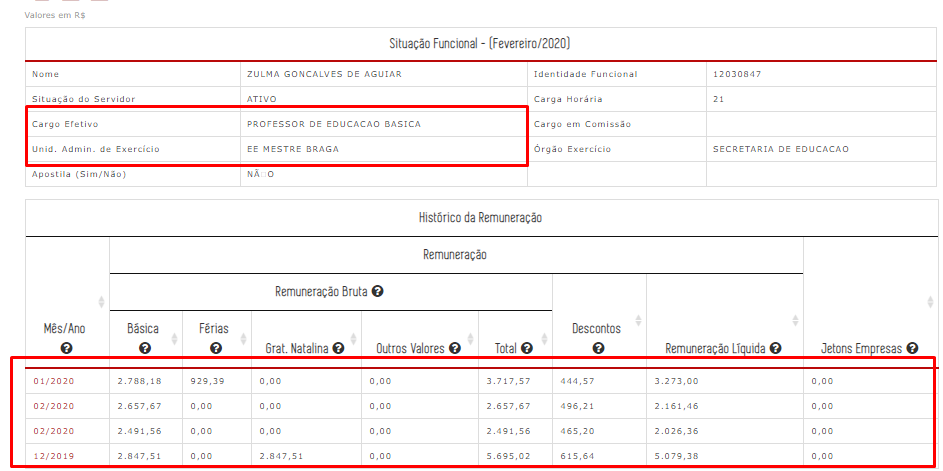 Valores em R$
Situação Funcional - (Fevereiro/2020)
Nome ZULMA GONCALVES DE AGUIAR Identidade Funcional 12030847
Situação do Servidor ATIVO Carga Horária 21
Cargo Efetivo PROFESSOR DE EDUCACAO BASICA Cargo em Comissão
Unid. Admin. de Exercício EE MESTRE BRAGA Órgão Exercício SECRETARIA DE EDUCACAO
Apostila (Sim/Não) NÃ□O
Histórico da Remuneração
Remuneração
Remuneração Bruta ?
Mês/Ano ? Básica ? Férias ? Grat. Natalina ? Outros Valores ? Total ? Descontos ? Remuneração Líquida ? Jetons Empresas ?
01/2020 2.788,18 929,39 0,00 0,00 3.717,57 444,57 3.273,00 0,00
02/2020 2.657,67 0,00 0,00 0,00 2.657,67 496,21 2.161,46 0,00
02/2020 2.491,56 0,00 0,00 0,00 2.491,56 465,20 2.026,36 0,00
12/2019 2.847,51 0,00 2.847,51 0,00 5.695,02 615,64 5.079,38 0,00